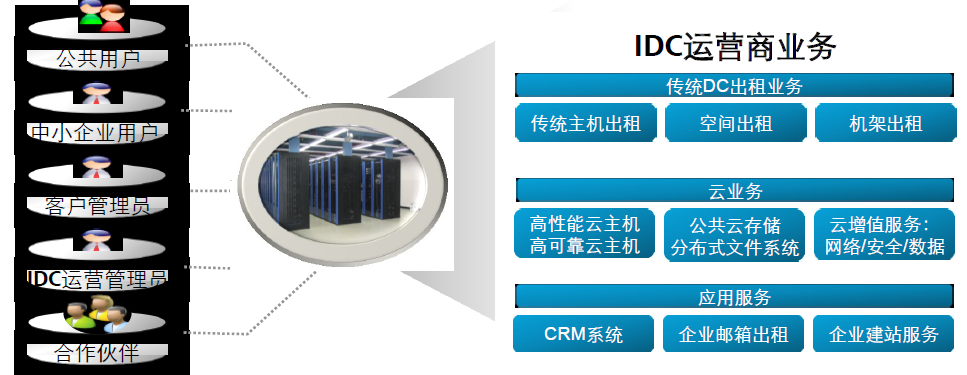 公共用户
中小企业用户
客户管理员
IDC运营管理员
合作伙伴
IDC运营商业务
传统DC出租业务
传统主机出租
空间出租
机架出租
云业务
高性能云主机
高可靠云主机
公共云存储
分布式文件系统
云增值服务：
网络/安全/数据
应用服务
CRM系统
企业邮箱出租
企业建站服务